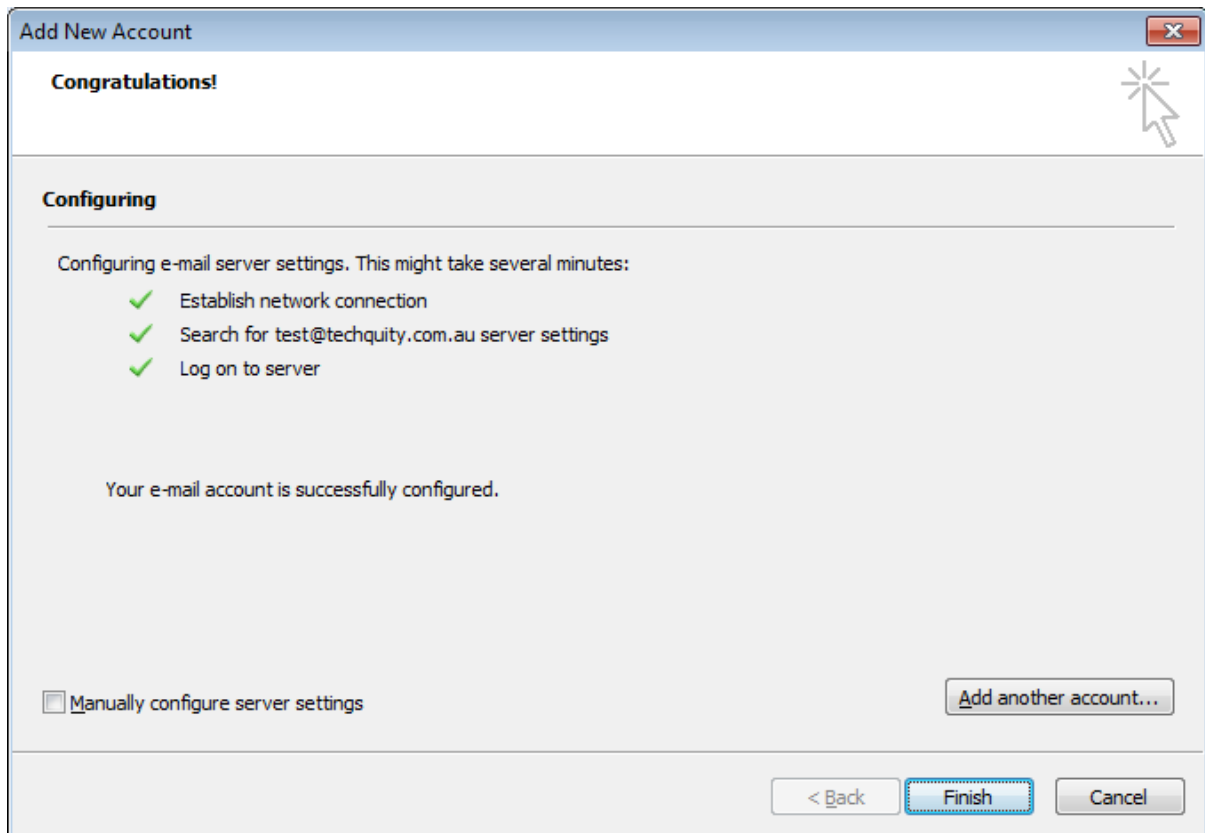 Add New Account
Congratulations!
Configuring
Configuring e-mail server settings. This might take several minutes:
Establish network connection
Search for test@techquity.com.au server settings
Log on to server
Your e-mail account is successfully configured.
Manually configure server settings
Add another account...
< Back
Finish
Cancel